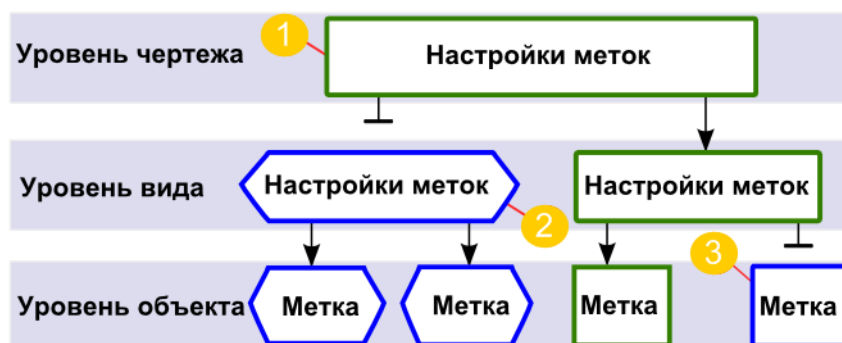 1
Уровень чертежа
Настройки меток
Уровень вида
Настройки меток
Настройки меток
2
3
Уровень объекта
Метка
Метка
Метка
Метка